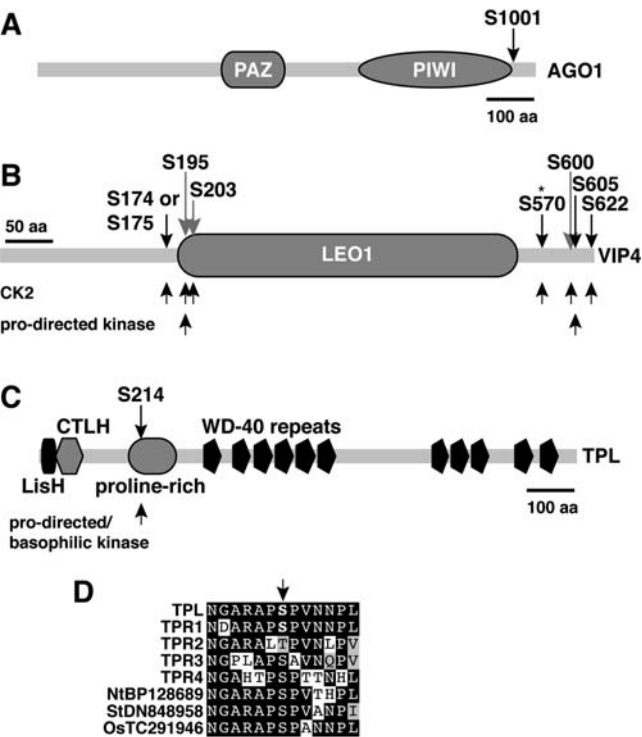 A
S1001
PAZ
PIWI
AGO1
100 aa
B
S195
S203
S174 or
S175
S600
S605
*
S570
S622
50 aa
LEO1
VIP4
CK2
pro-directed kinase
C
S214
CTLH
WD-40 repeats
TPL
LisH
proline-rich
100 aa
pro-directed/
basophilic kinase
D
TPL NGARAPSPVNNPL
TPR1 NDARAPSPVNNPL
TPR2 NGARALTPVNLPV
TPR3 NGPLAPSAVNQPV
TPR4 NGAHTPSPTTNHL
NtBP128689 NGARAPSPVTHPL
StDN848958 NGARAPSPVANPI
OsTC291946 NGARAPSPANNPL